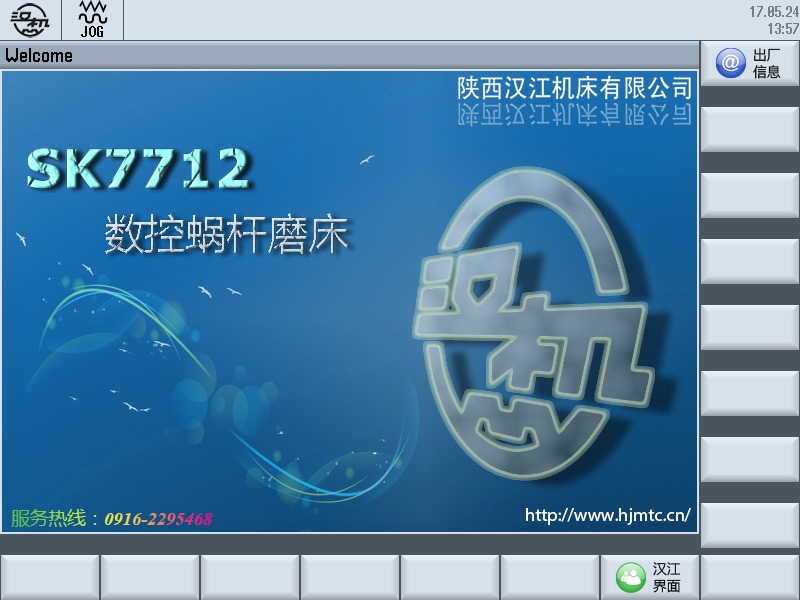 JOG
17.05.24
13:57
Welcome
出厂
信息
陕西汉江机床有限公司
SK7712
数控蜗杆磨床
服务热线：0916-2295468
http://www.hjmtc.cn/
汉江
界面